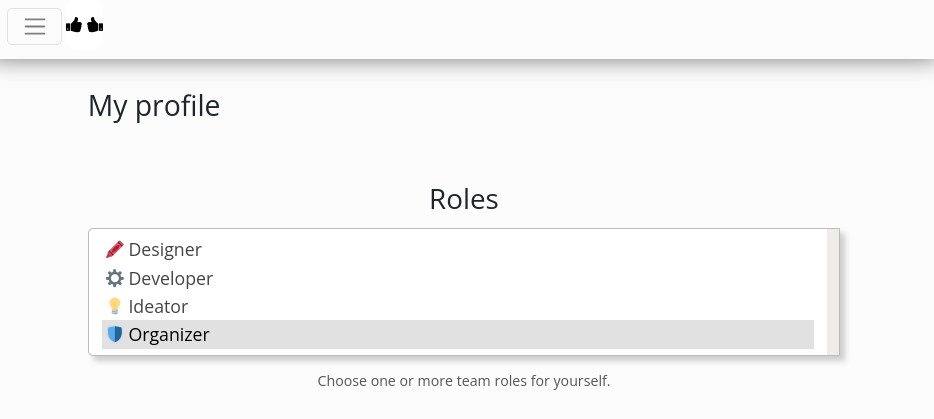 My profile
Roles
Designer
Developer
Ideator
Organizer
Choose one or more team roles for yourself.